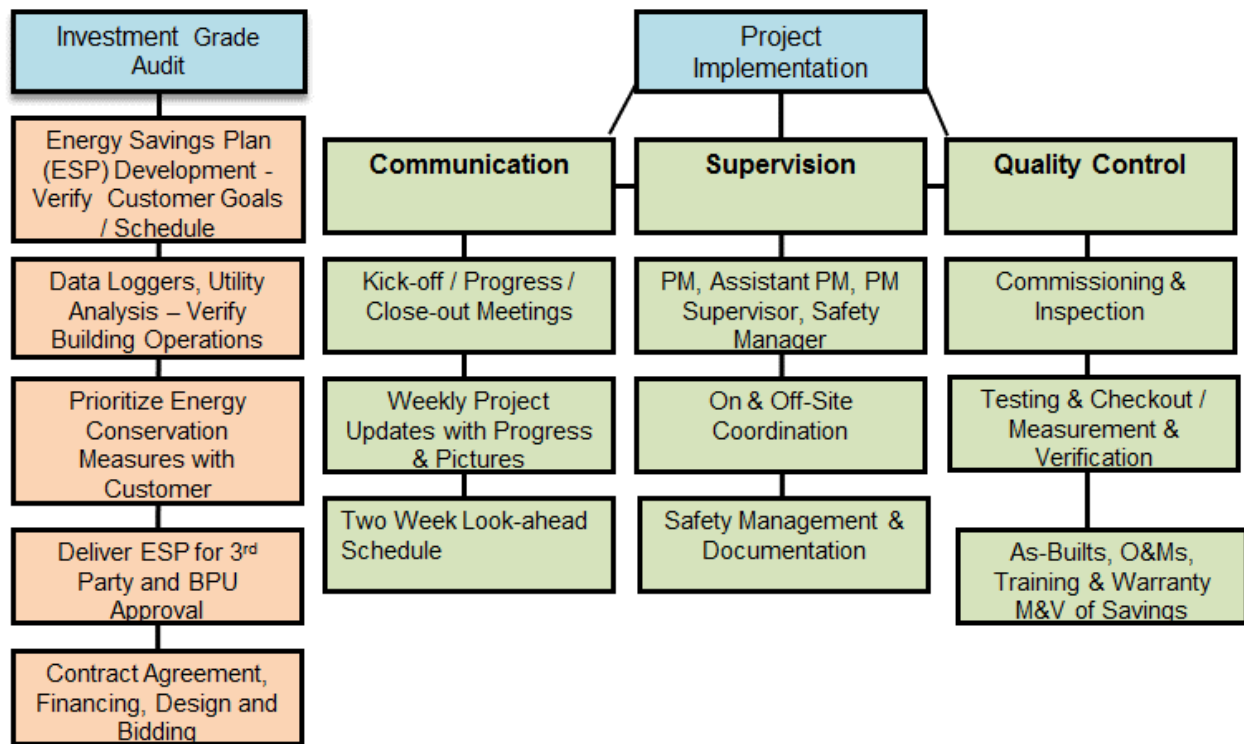 Investment Grade
Audit
Energy Savings Plan
(ESP) Development -
Verify Customer Goals
/ Schedule
Data Loggers, Utility
Analysis – Verify
Building Operations
Prioritize Energy
Conservation
Measures with
Customer
Deliver ESP for 3rd
Party and BPU
Approval
Contract Agreement,
Financing, Design and
Bidding
Project
Implementation
Communication
Kick-off / Progress /
Close-out Meetings
Weekly Project
Updates with Progress
& Pictures
Two Week Look-ahead
Schedule
Supervision
PM, Assistant PM, PM
Supervisor, Safety
Manager
On & Off-Site
Coordination
Safety Management &
Documentation
Quality Control
Commissioning &
Inspection
Testing & Checkout /
Measurement &
Verification
As-Builts, O&Ms,
Training & Warranty
M&V of Savings